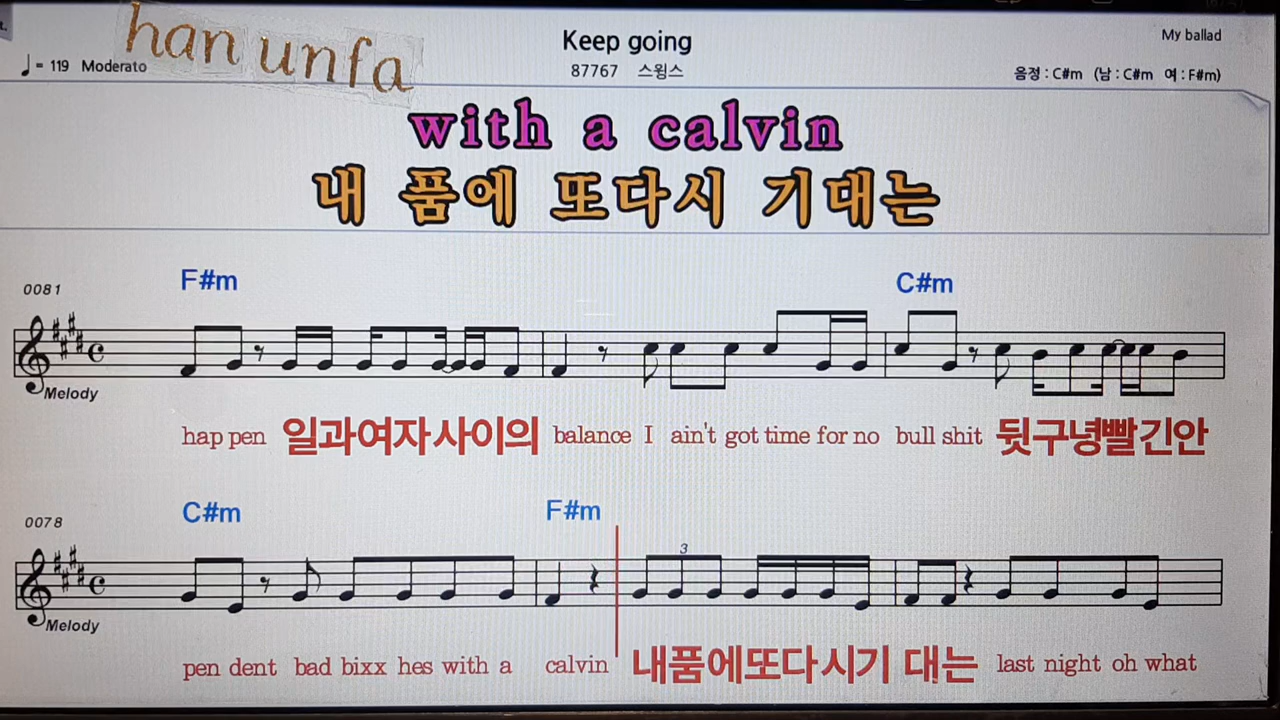 han unfa
Keep going
My ballad
♩= 119 Moderato
87767 스윙스
음정 : C#m (남 : C#m 여 : F#m)
with a calvin
내 품에 또다시 기대는
F#m C#m
0081
Melody
hap pen 일과여자사이의 balance I ain't got time for no bull shit 뒷구녕빨긴안
C#m F#m
0078
3
Melody
pen dent bad bixx hes with a calvin 내품에또다시기 대는 last night oh what